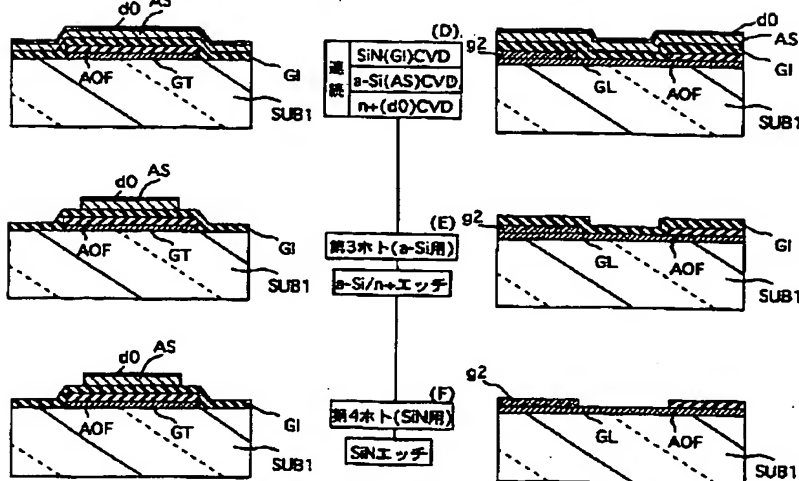 d0 AS
AOF GT GI
SUB1
(D)
連続
SiN(GI)CVD
a-Si(AS)CVD
n+(d0)CVD
g2 d0
AS
GI
GL AOF
SUB1
d0 AS
AOF GT GI
SUB1
(E)
第3ホト(a-Si用)
a-Si/n+エッチ
g2
GL AOF GI
SUB1
d0 AS
AOF GT GI
SUB1
(F)
第4ホト(SiN用)
SiNエッチ
g2
GL AOF
SUB1